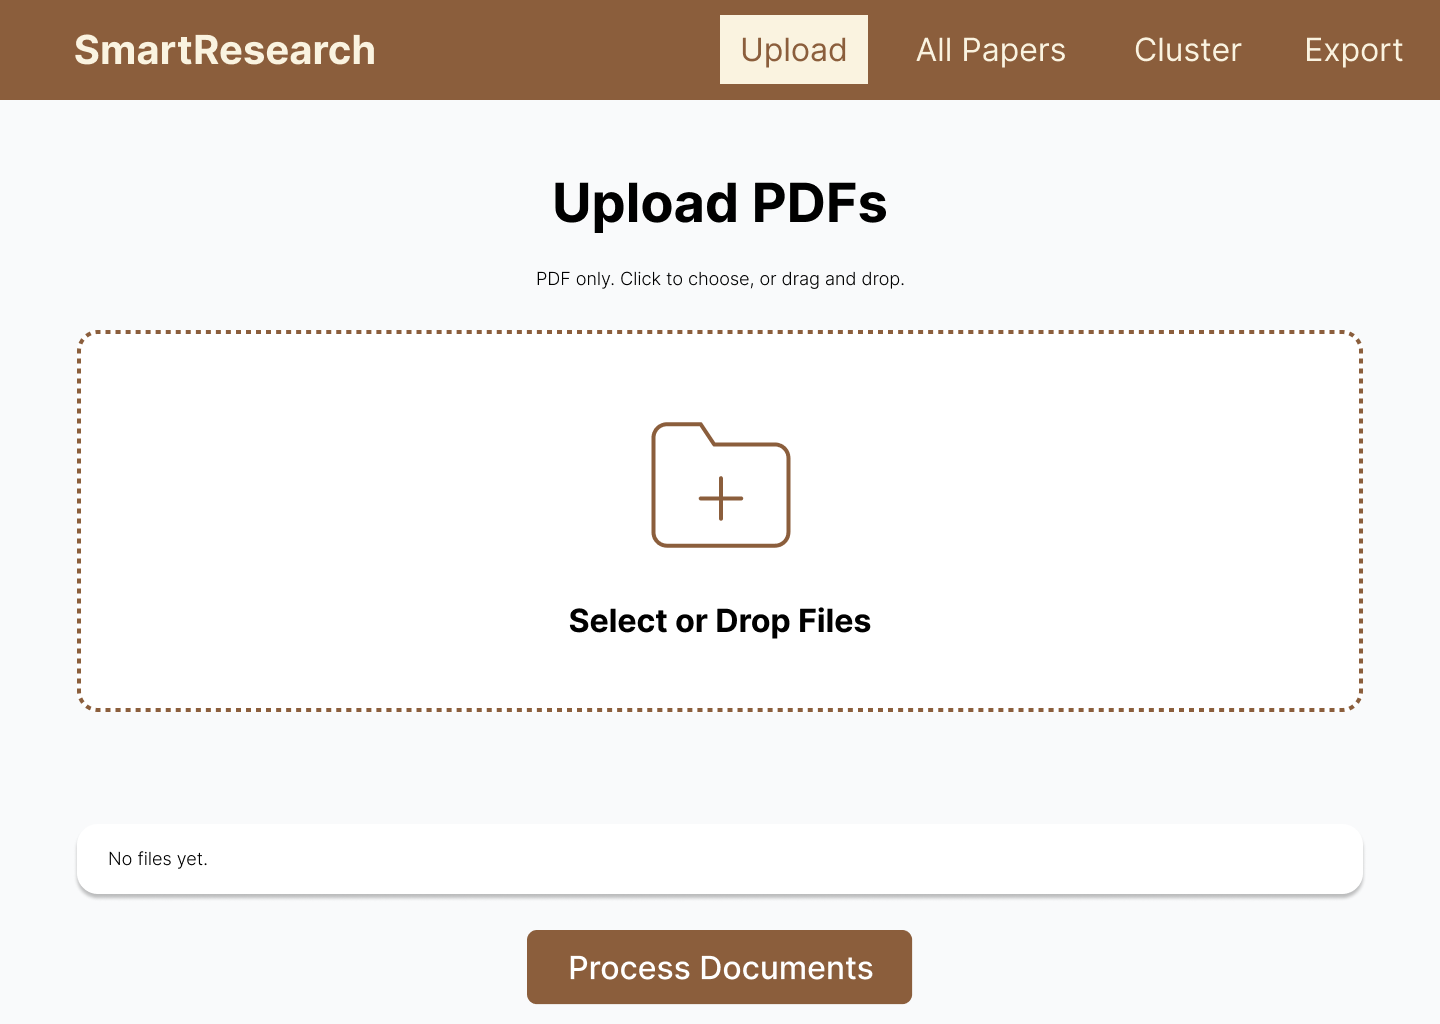 SmartResearch
Upload
All Papers
Cluster
Export
Upload PDFs
PDF only. Click to choose, or drag and drop.
Select or Drop Files
No files yet.
Process Documents